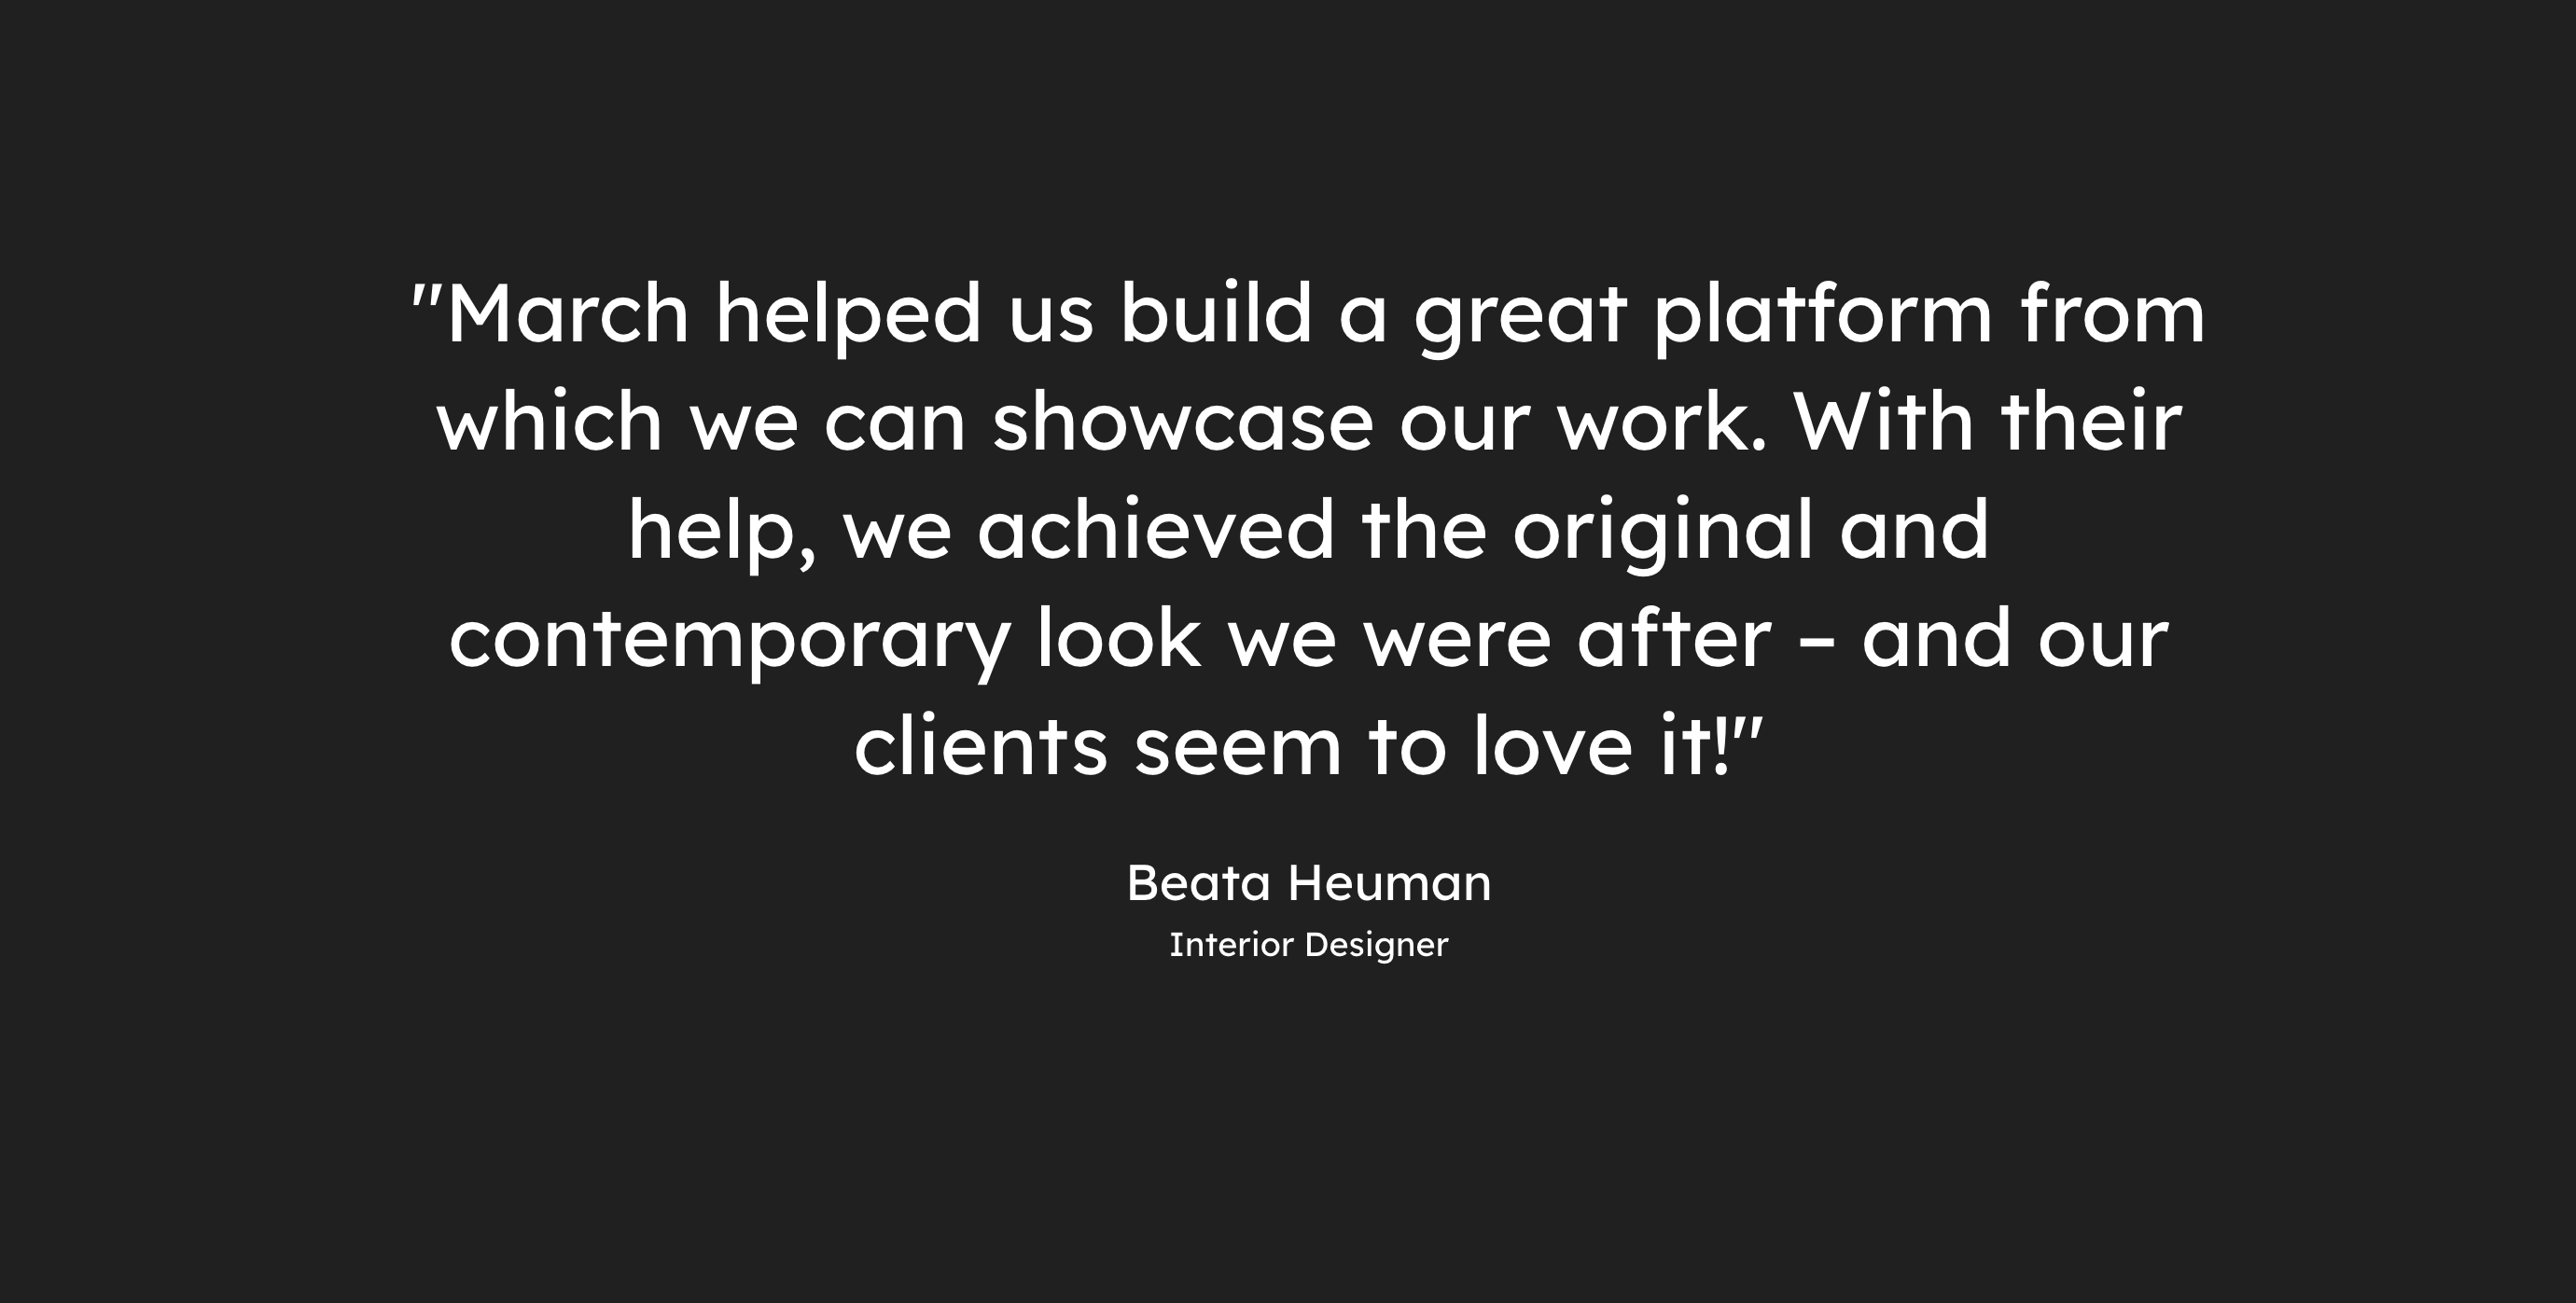 "March helped us build a great platform from
which we can showcase our work. With their
help, we achieved the original and
contemporary look we were after – and our
clients seem to love it!"
Beata Heuman
Interior Designer